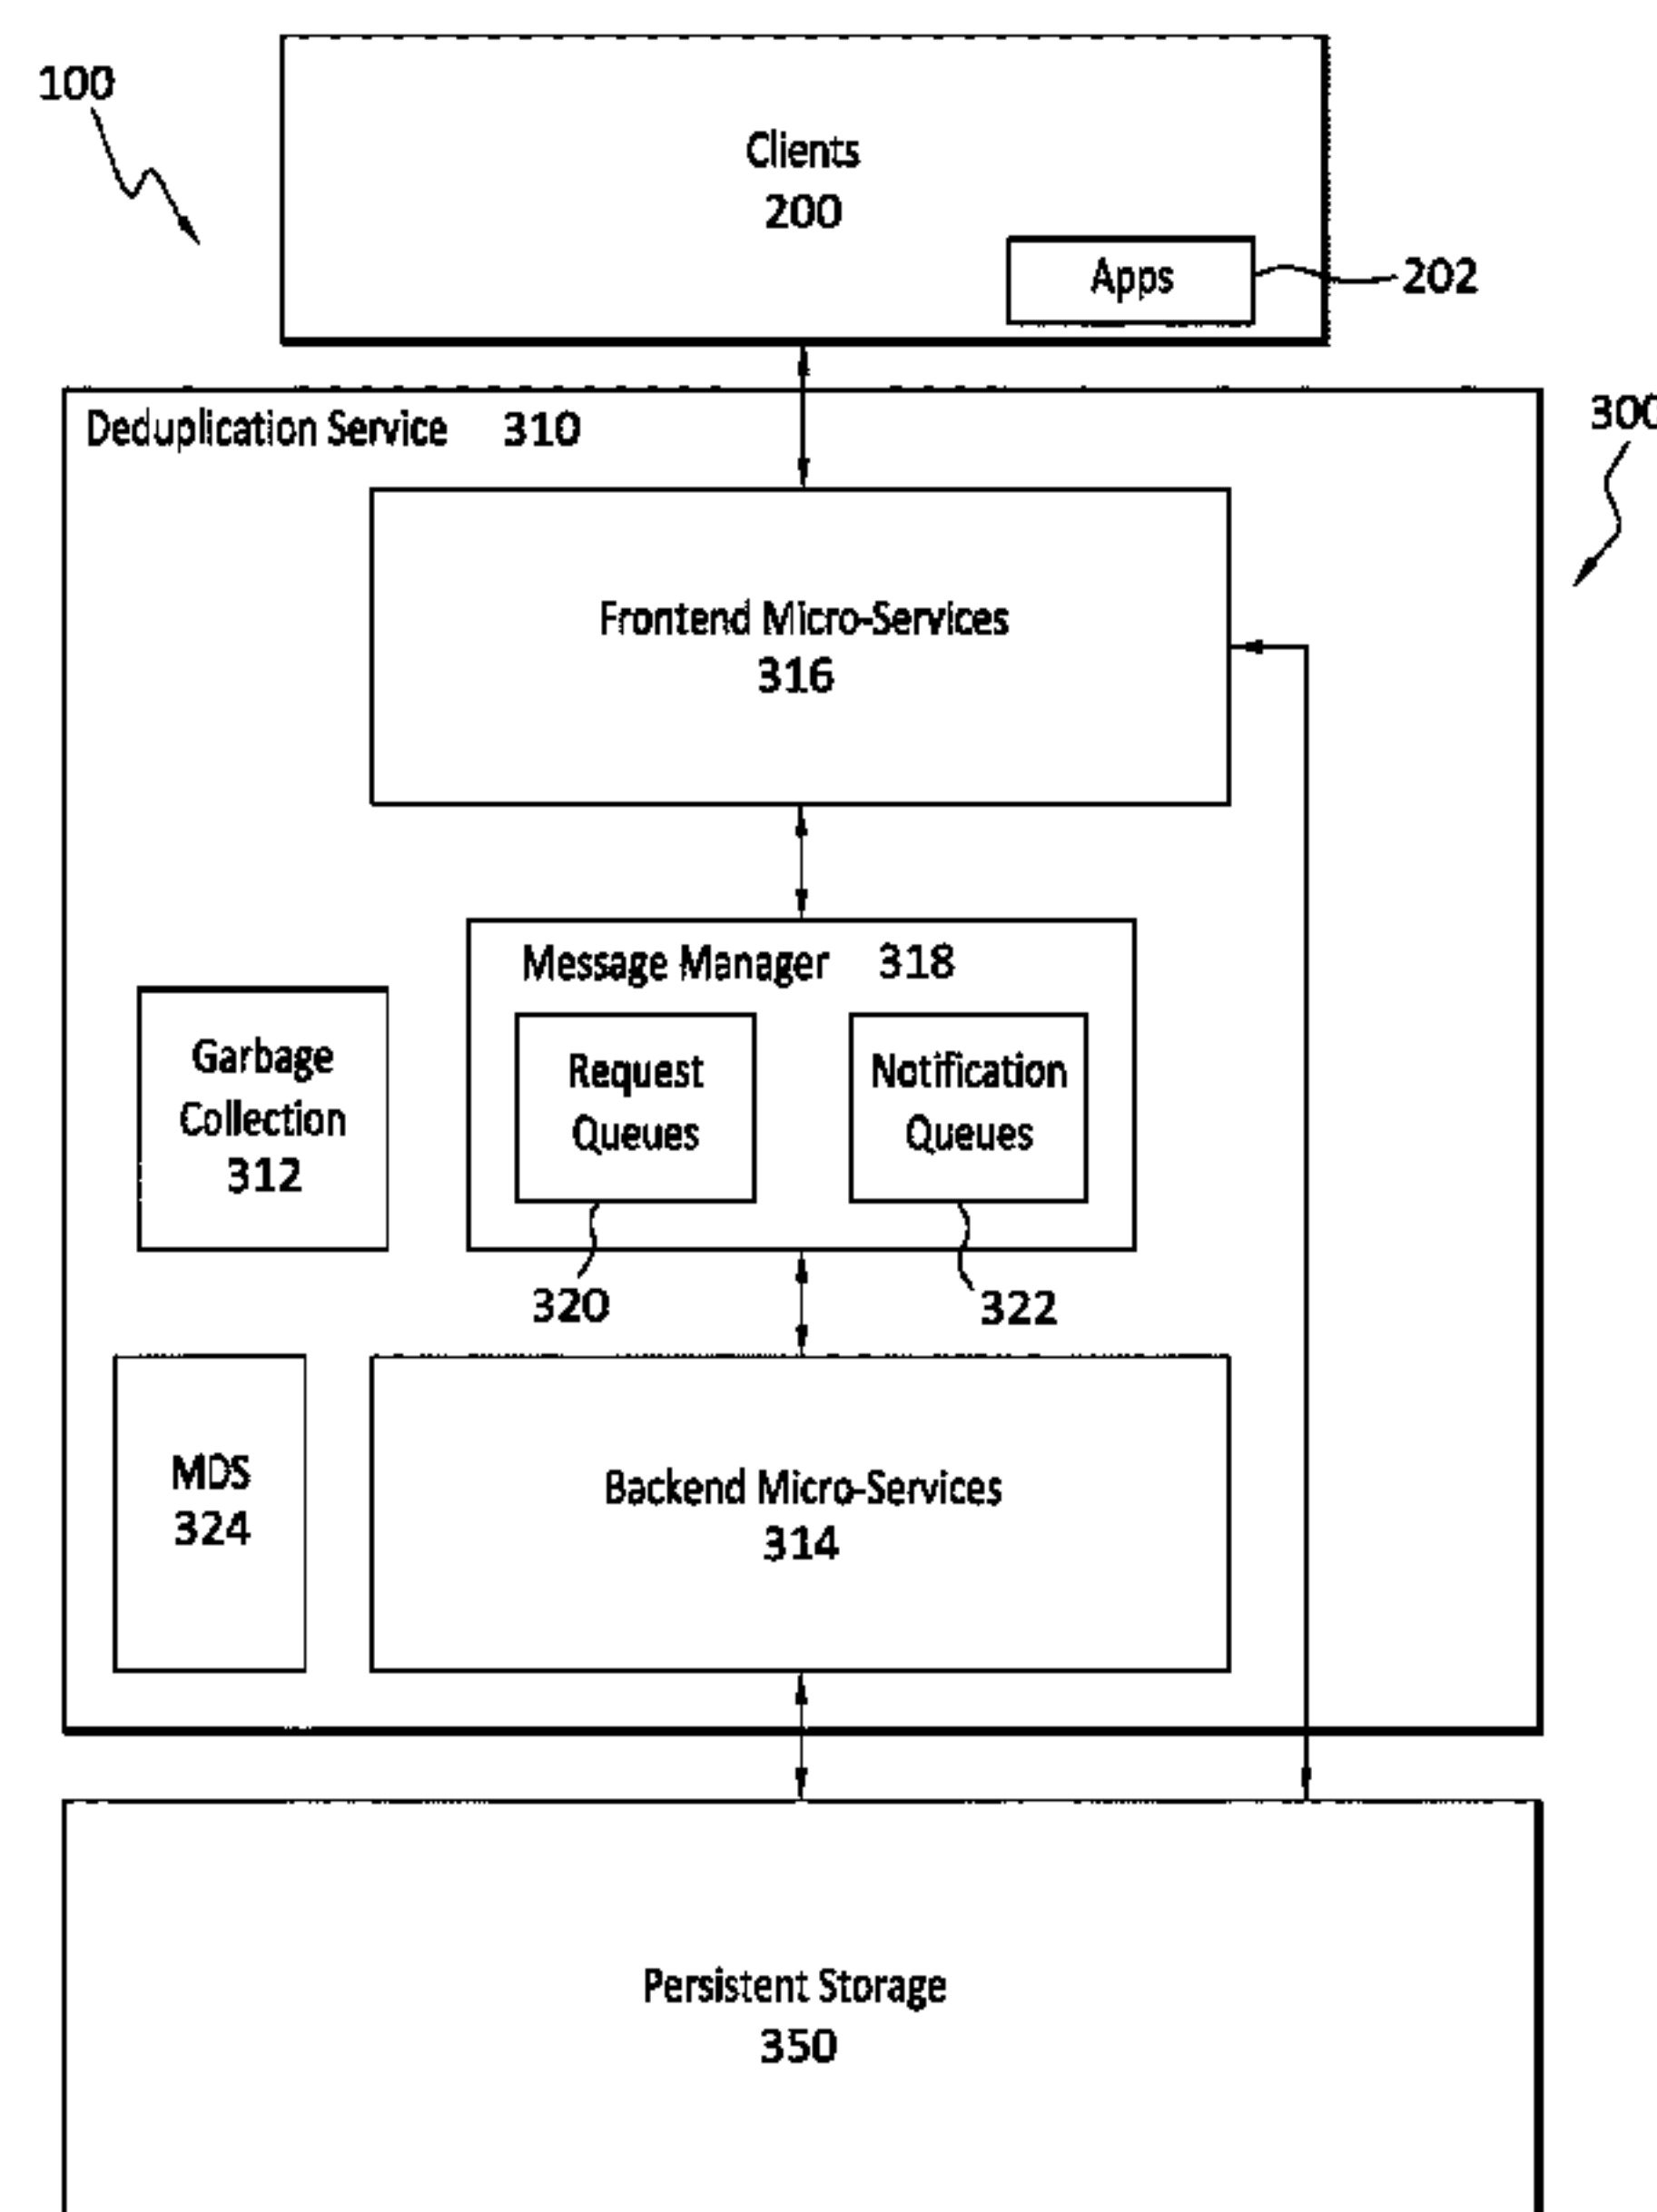 100
Clients
200
Apps
202
Deduplication Service 310
300
Frontend Micro-Services
316
Message Manager 318
Garbage
Collection
312
Request
Queues
Notification
Queues
320
322
MDS
324
Backend Micro-Services
314
Persistent Storage
350